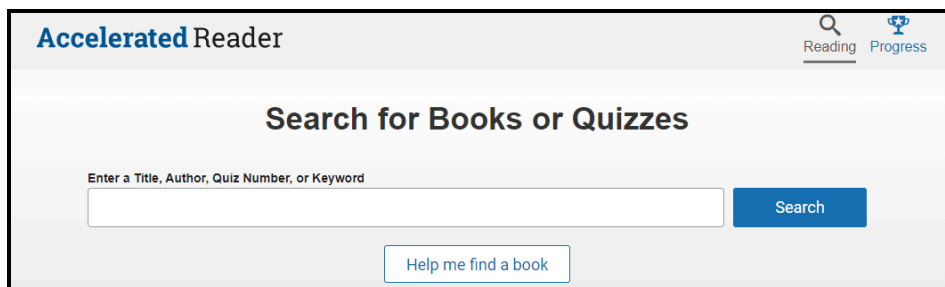 Accelerated Reader
Reading Progress
Search for Books or Quizzes
Enter a Title, Author, Quiz Number, or Keyword
Search
Help me find a book